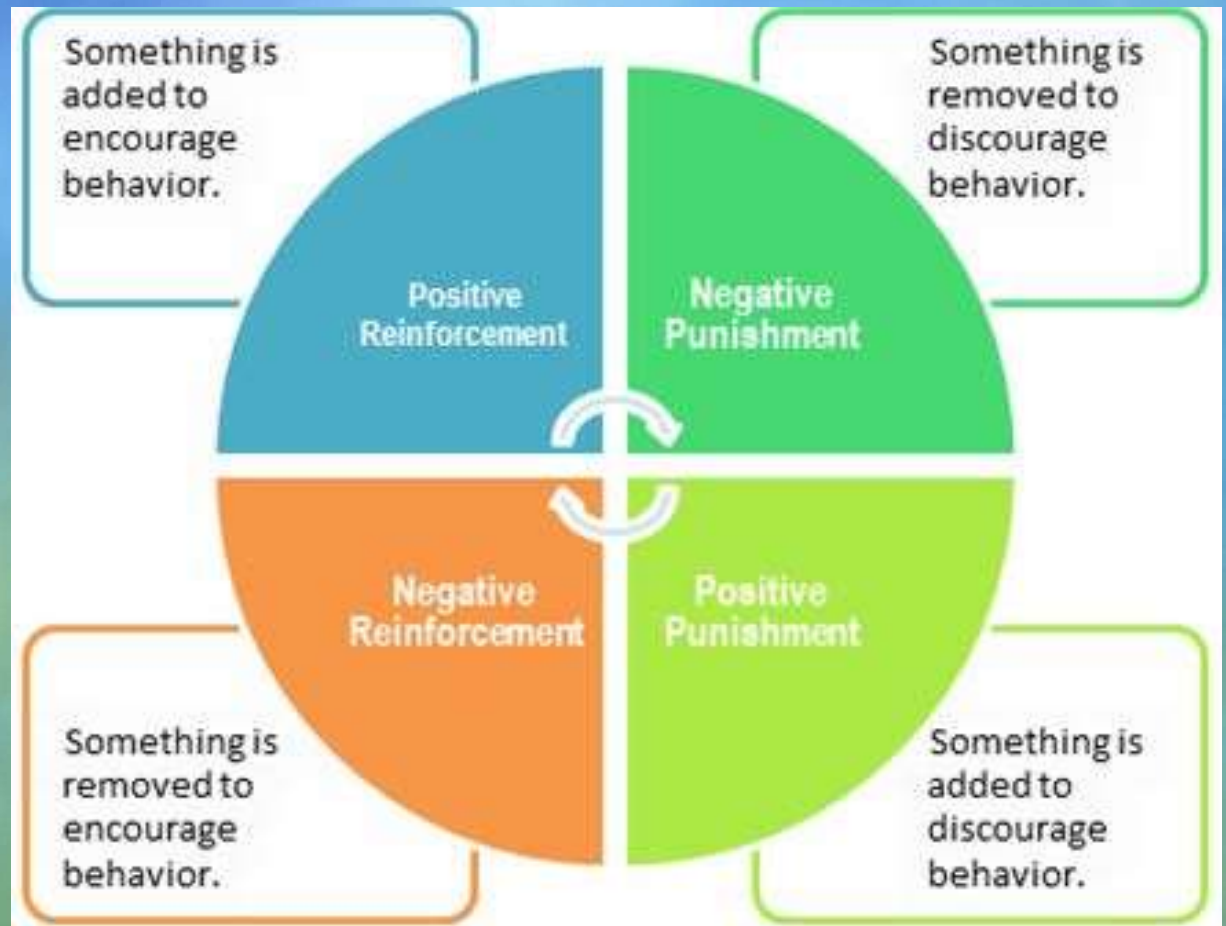 Something is
added to
encourage
behavior.
Something is
removed to
discourage
behavior.
Positive
Reinforcement
Negative
Punishment
Negative
Reinforcement
Positive
Punishment
Something is
removed to
encourage
behavior.
Something is
added to
discourage
behavior.